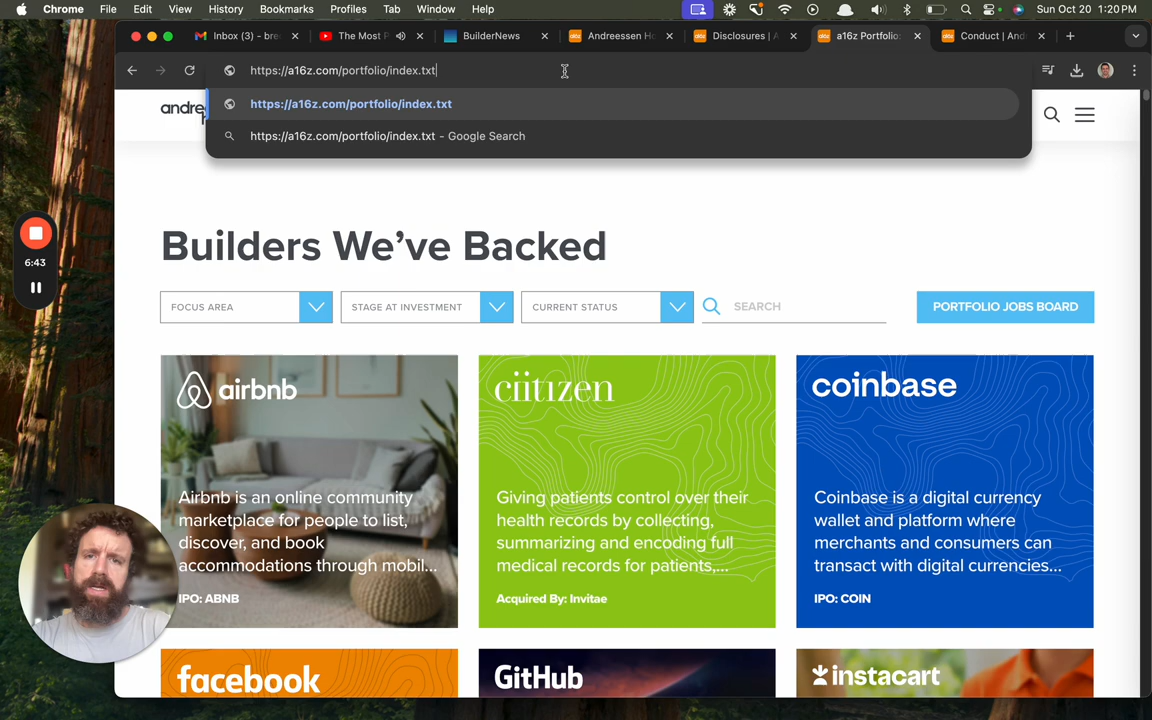 Chrome File Edit View History Bookmarks Profiles Tab Window Help Sun Oct 20 1:20 PM
Inbox (3) - bre The Most P BuilderNews Andreessen Ho Disclosures | A a16z Portfolio: Conduct | And
https://a16z.com/portfolio/index.txt
https://a16z.com/portfolio/index.txt
https://a16z.com/portfolio/index.txt - Google Search
andre
6:43
Builders We've Backed
FOCUS AREA STAGE AT INVESTMENT CURRENT STATUS SEARCH PORTFOLIO JOBS BOARD
airbnb
Airbnb is an online community
marketplace for people to list,
discover, and book
accommodations through mobil...
IPO: ABNB
ciitizen
Giving patients control over their
health records by collecting,
summarizing and encoding full
medical records for patients,...
Acquired By: Invitae
coinbase
Coinbase is a digital currency
wallet and platform where
merchants and consumers can
transact with digital currencies...
IPO: COIN
facebook
GitHub
instacart